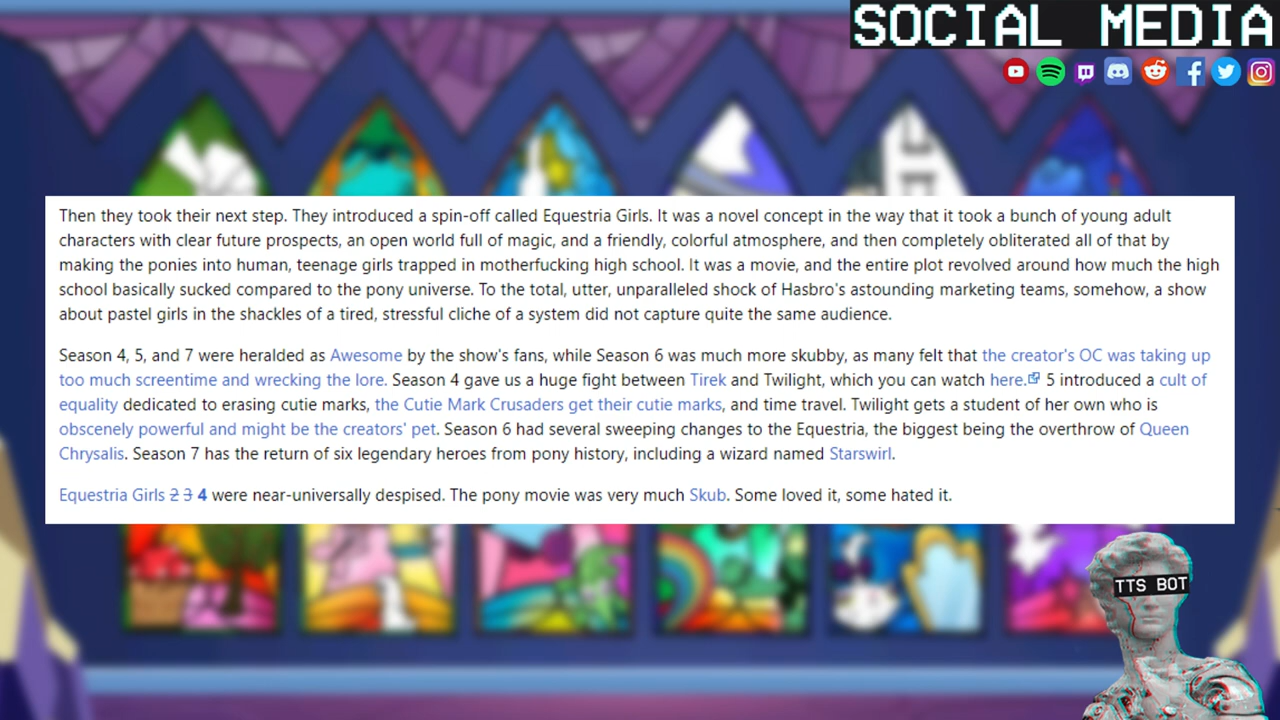 SOCIAL MEDIA
Then they took their next step. They introduced a spin-off called Equestria Girls. It was a novel concept in the way that it took a bunch of young adult
characters with clear future prospects, an open world full of magic, and a friendly, colorful atmosphere, and then completely obliterated all of that by
making the ponies into human, teenage girls trapped in motherfucking high school. It was a movie, and the entire plot revolved around how much the high
school basically sucked compared to the pony universe. To the total, utter, unparalleled shock of Hasbro's astounding marketing teams, somehow, a show
about pastel girls in the shackles of a tired, stressful cliche of a system did not capture quite the same audience.
Season 4, 5, and 7 were heralded as Awesome by the show's fans, while Season 6 was much more skubby, as many felt that the creator's OC was taking up
too much screentime and wrecking the lore. Season 4 gave us a huge fight between Tirek and Twilight, which you can watch here. 5 introduced a cult of
equality dedicated to erasing cutie marks, the Cutie Mark Crusaders get their cutie marks, and time travel. Twilight gets a student of her own who is
obscenely powerful and might be the creators' pet. Season 6 had several sweeping changes to the Equestria, the biggest being the overthrow of Queen
Chrysalis. Season 7 has the return of six legendary heroes from pony history, including a wizard named Starswirl.
Equestria Girls 2 3 4 were near-universally despised. The pony movie was very much Skub. Some loved it, some hated it.
TTS BOT